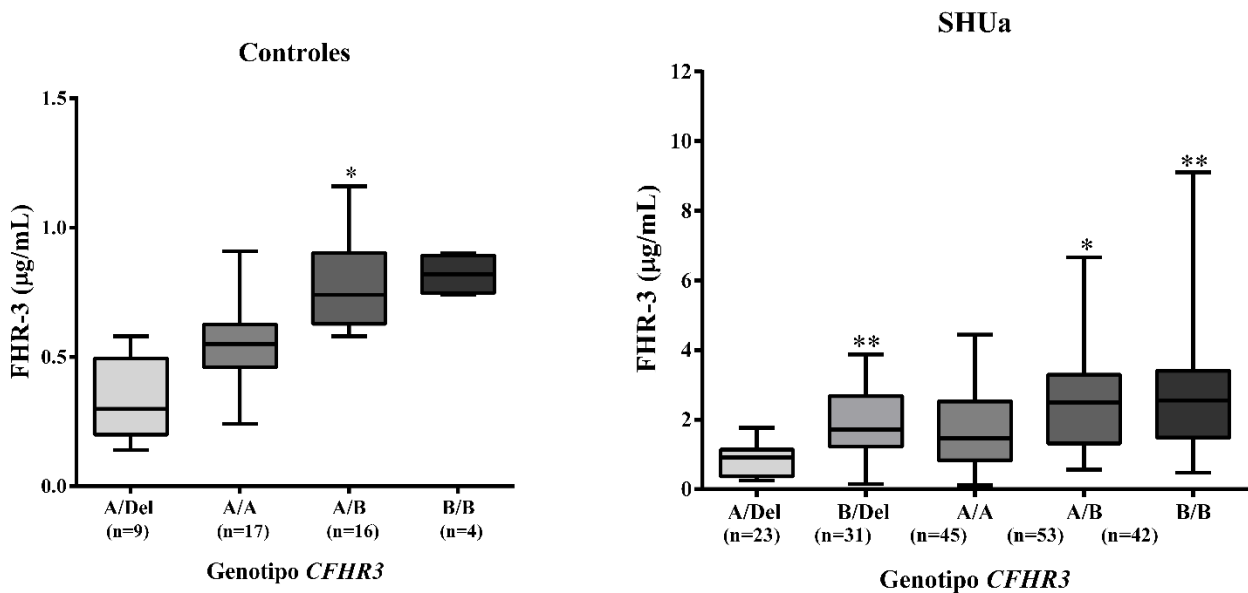 Controles
FHR-3 (µg/mL)
1.5
1.0
0.5
0.0
*
A/Del A/A A/B B/B
(n=9) (n=17) (n=16) (n=4)
Genotipo CFHR3
SHUa
FHR-3 (µg/mL)
12
10
8
6
4
2
0
** * **
A/Del B/Del A/A A/B B/B
(n=23) (n=31) (n=45) (n=53) (n=42)
Genotipo CFHR3